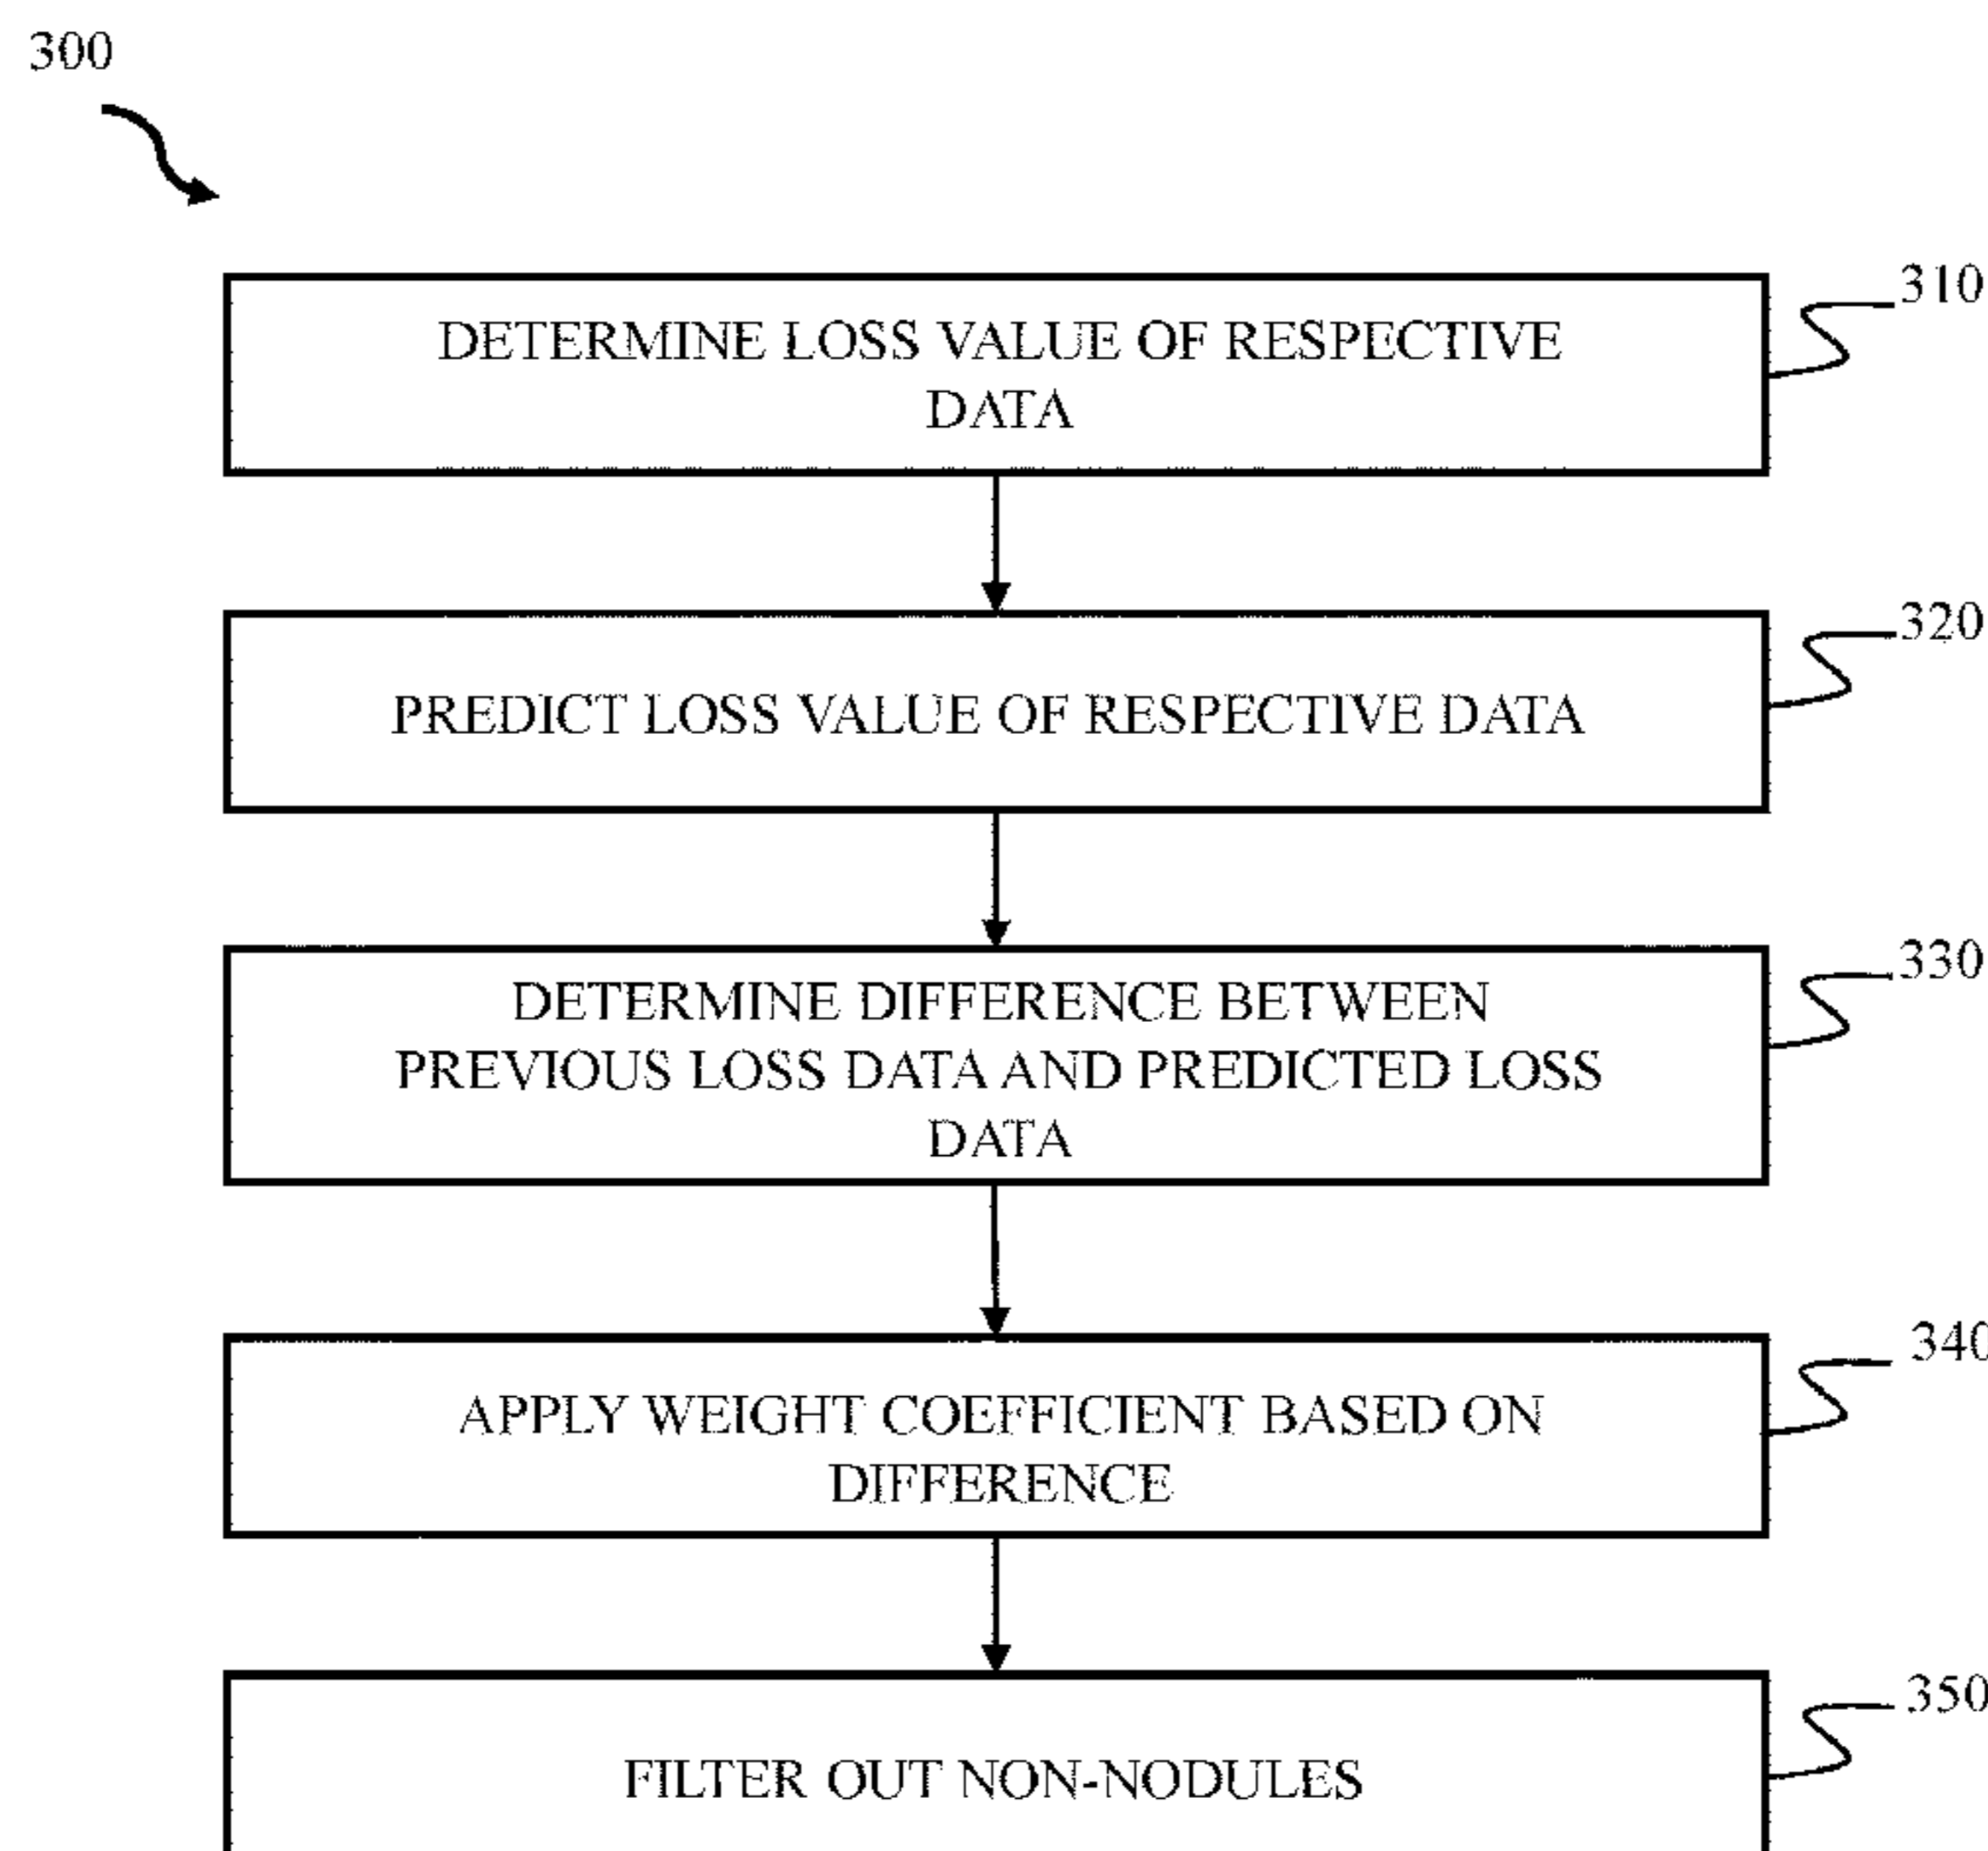 300
310
DETERMINE LOSS VALUE OF RESPECTIVE
DATA
320
PREDICT LOSS VALUE OF RESPECTIVE DATA
330
DETERMINE DIFFERENCE BETWEEN
PREVIOUS LOSS DATA AND PREDICTED LOSS
DATA
340
APPLY WEIGHT COEFFICIENT BASED ON
DIFFERENCE
350
FILTER OUT NON-NODULES